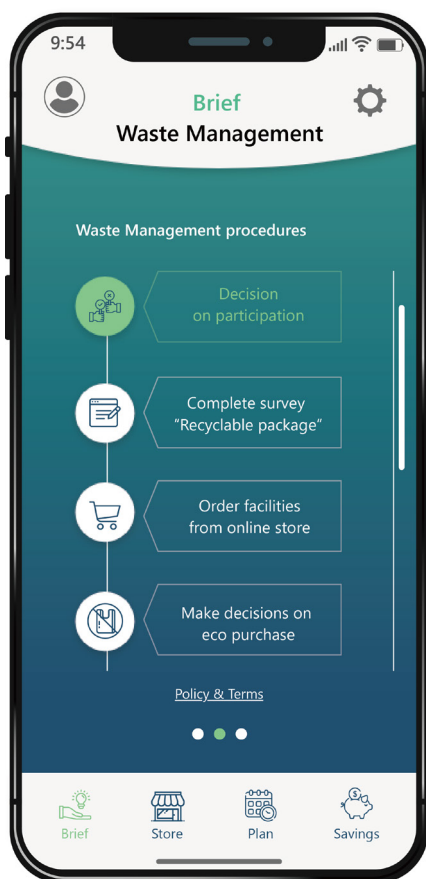 9:54
Brief
Waste Management
Waste Management procedures
Decision
on participation
Complete survey
“Recyclable package”
Order facilities
from online store
Make decisions on
eco purchase
Policy & Terms
Brief
Store
Plan
Savings